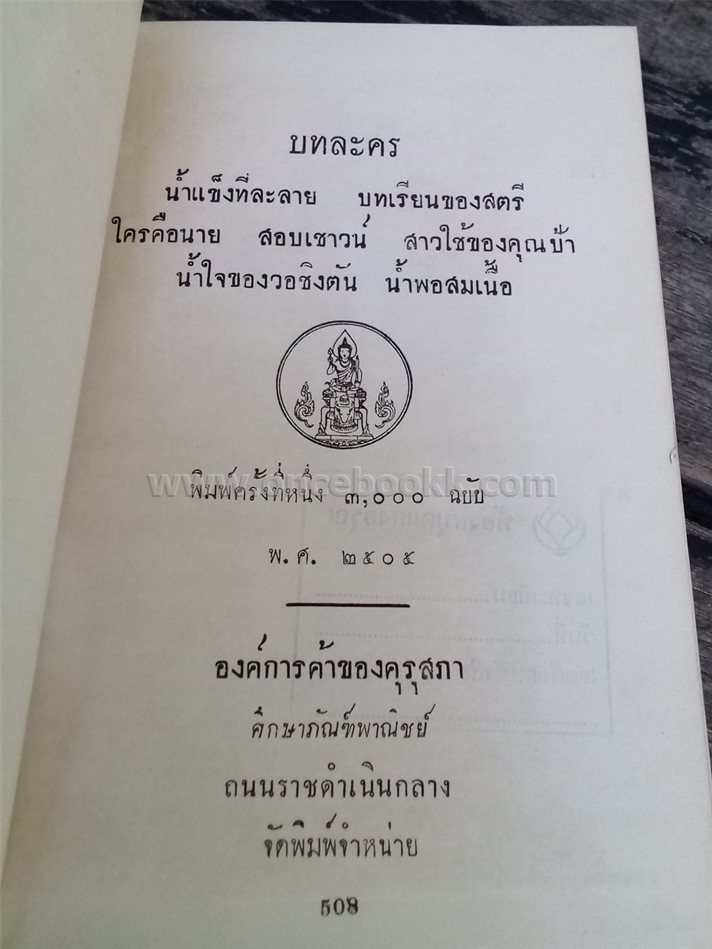 บทละคร
น้ำแข็งที่ละลาย บทเรียนของสตรี
ใครคือนาย สอบเชาวน์ สาวใช้ของคุณป้า
น้ำใจของวอชิงตัน น้ำพอสมเนื้อ
www.oncebookk.com
พิมพ์ครั้งที่หนึ่ง ๓,๐๐๐ ฉบับ
พ.ศ. ๒๕๐๕
องค์การค้าของคุรุสภา
ศึกษาภัณฑ์พาณิชย์
ถนนราชดำเนินกลาง
จัดพิมพ์จำหน่าย
508